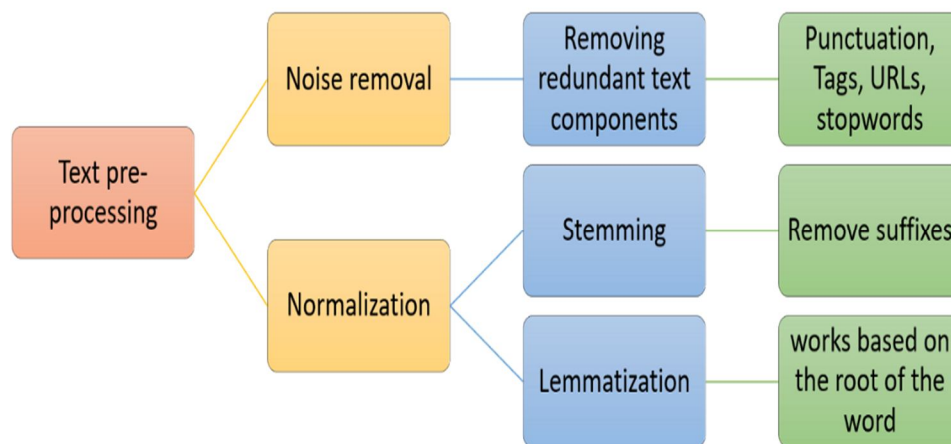 Text pre-
processing
Noise removal
Removing
redundant text
components
Punctuation,
Tags, URLs,
stopwords
Normalization
Stemming
Remove suffixes
Lemmatization
works based on
the root of the
word